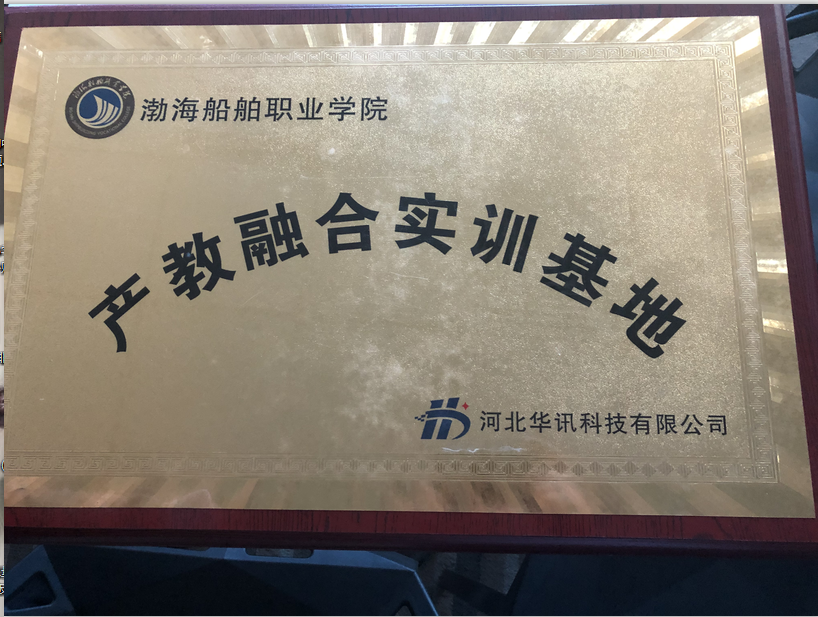 渤海船舶职业学院
产教融合实训基地
河北华讯科技有限公司